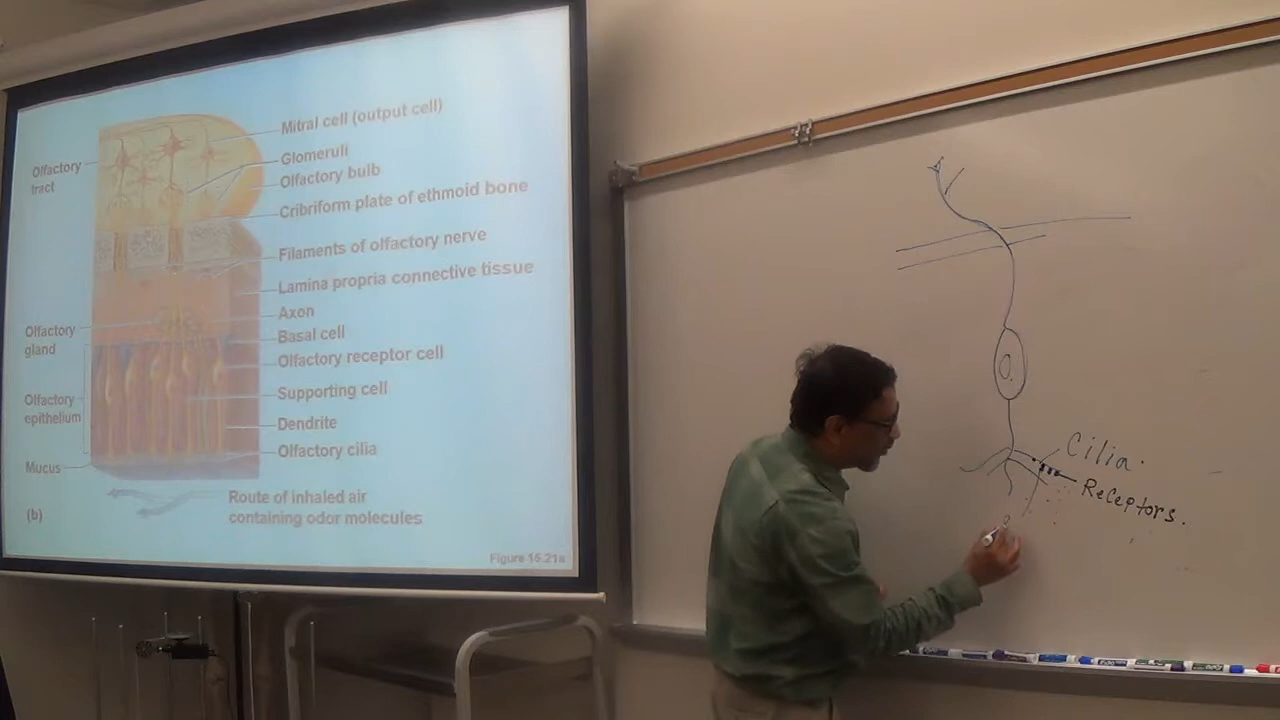 Mitral cell (output cell)
Glomeruli
Olfactory
tract
Olfactory bulb
Cribriform plate of ethmoid bone
Filaments of olfactory nerve
Lamina propria connective tissue
Axon
Olfactory
gland
Basal cell
Olfactory receptor cell
Supporting cell
Olfactory
epithelium
Dendrite
Olfactory cilia
Mucus
Route of inhaled air
containing odor molecules
(b)
Figure 15.21a
Cilia.
Receptors.